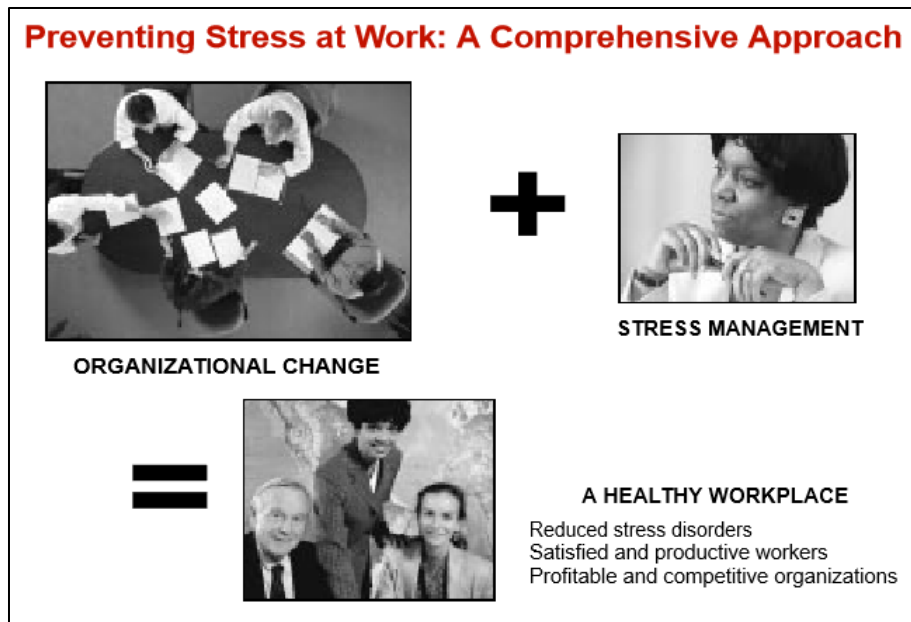 Preventing Stress at Work: A Comprehensive Approach
+
STRESS MANAGEMENT
ORGANIZATIONAL CHANGE
=
A HEALTHY WORKPLACE
Reduced stress disorders
Satisfied and productive workers
Profitable and competitive organizations